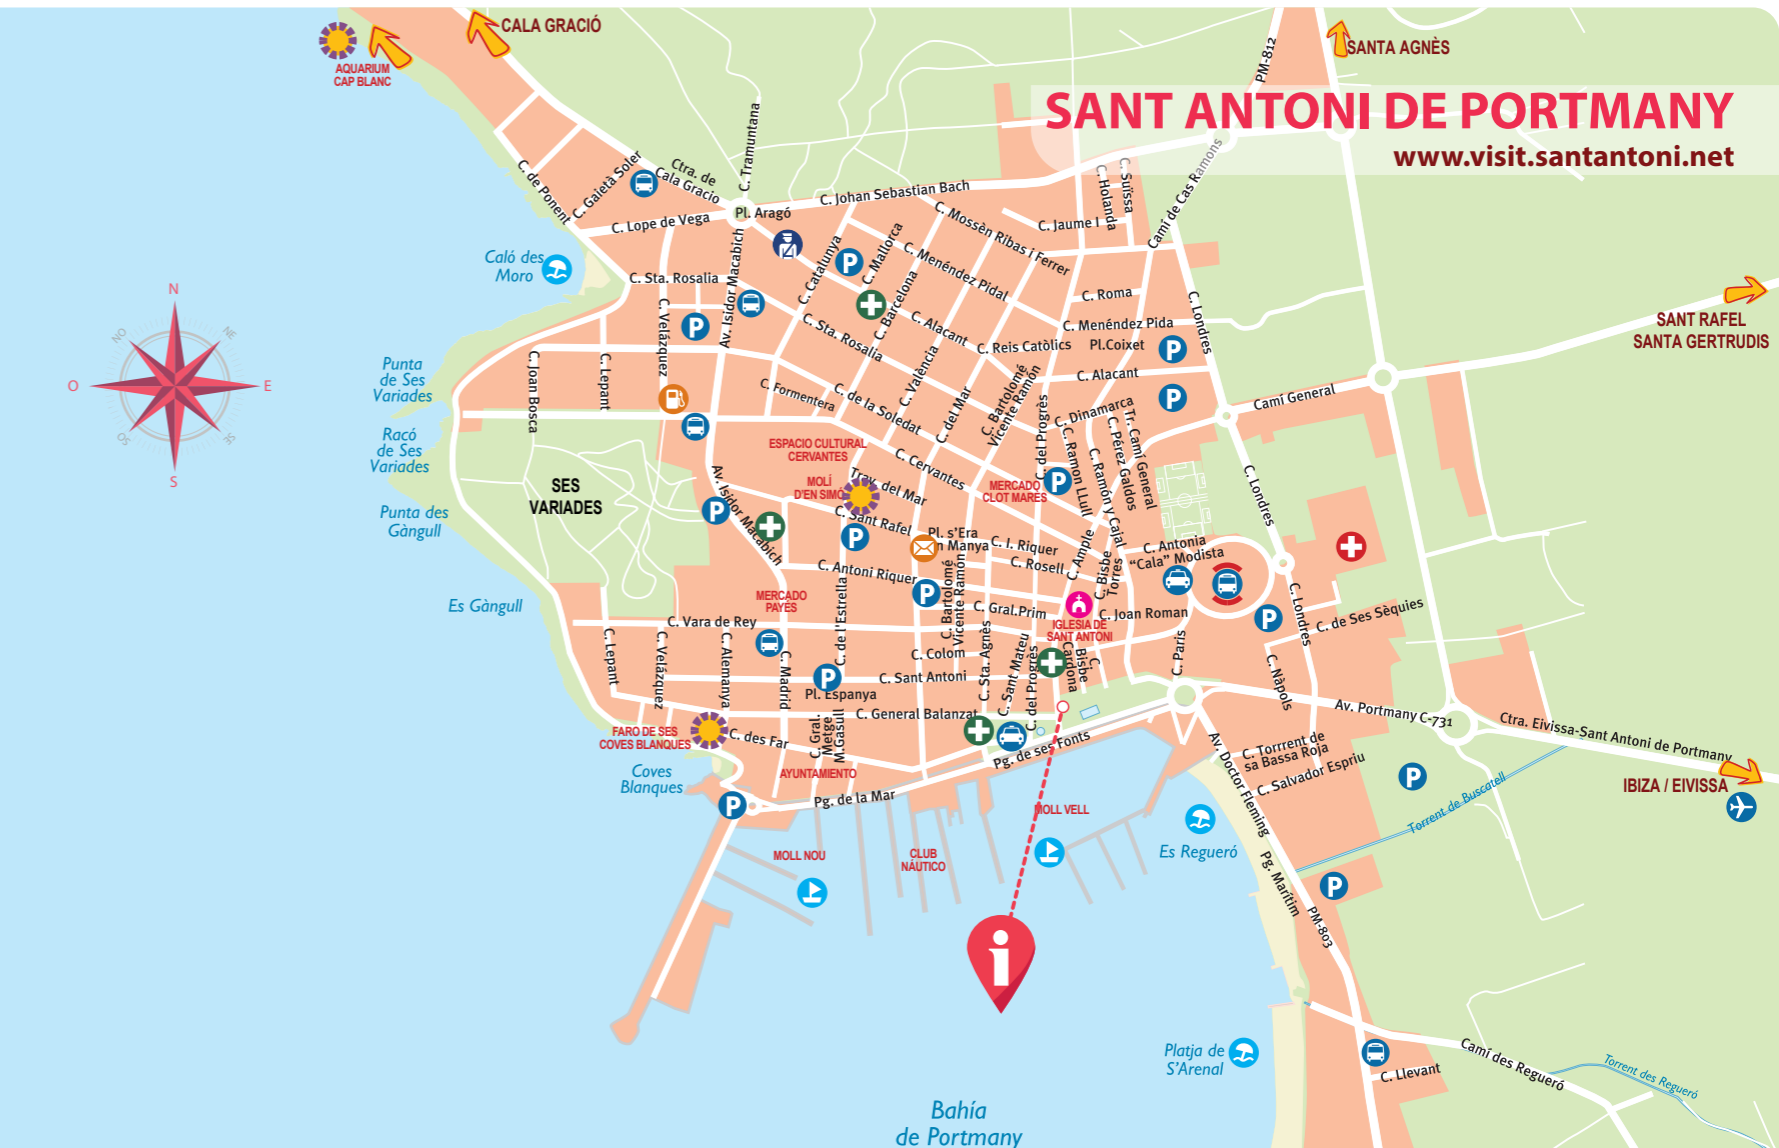 CALA GRACIÓ
AQUARIUM
CAP BLANC
SANTA AGNÈS
PM-812
SANT ANTONI DE PORTMANY
www.visit.santantoni.net
C. Tramuntana
Ctra. de
Cala Gracio
C. Gaietà Soler
C. de Ponent
C. Lope de Vega
Pl. Aragó
C. Johan Sebastian Bach
C. Suïssa
C. Holanda
C. Jaume I
Camí de Cas Ramons
C. Mossèn Ribas i Ferrer
C. Menéndez Pidal
C. Mallorca
C. Catalunya
C. Barcelona
Av. Isidor Macabich
Caló des
Moro
C. Sta. Rosalia
C. Velázquez
C. Sta. Rosalia
C. Alacant
C. Roma
C. Menéndez Pida
C. Reis Catòlics
Pl.Coixet
C. Londres
C. Alacant
SANT RAFEL
SANTA GERTRUDIS
N
NE
E
SE
S
SO
O
NO
Punta
de Ses
Variades
C. Joan Bosca
C. Lepant
C. Formentera
C. de la Soledat
C. València
C. del Mar
C. Bartolomé
Vicente Ramón
C. del Progrès
C. Dinamarca
Camí General
Racó
de Ses
Variades
ESPACIO CULTURAL
CERVANTES
C. Cervantes
C. Ramon LLull
C. Ramón y Cajal
C. Pérez Galdos
Tr. Camí General
C. Londres
SES
VARIADES
Av. Isidor Macabich
MOLÍ
D'EN SIMÓ
Trav. del Mar
MERCADO
CLOT MARES
Punta des
Gàngull
C. Sant Rafel
Pl. s'Era
n Manya
C. I. Riquer
C. Rosell
C. Ample
C. Bisbe
Torres
C. Antonia
"Cala" Modista
C. Antoni Riquer
C. Bartolomé
Vicente Ramón
C. Gral.Prim
Es Gàngull
MERCADO
PAYÉS
C. de l'Estrella
C. Vara de Rey
IGLESIA DE
SANT ANTONI
C. Joan Roman
C. Londres
C. de Ses Sèquies
C. Lepant
C. Velázquez
C. Alemanya
C. Madrid
C. Colom
C. Sant Antoni
C. Sta. Agnès
C. Sant Mateu
C. del Progrès
C.
Bisbe
Cardona
C. París
C. Nàpols
Pl. Espanya
C. General Balanzat
C. Gral.
Metge
M.Gasull
Av. Portmany C-731
Ctra. Eivissa-Sant Antoni de Portmany
FARO DE SES
COVES BLANQUES
C. des Far
Pg. de ses Fonts
Av. Doctor Fleming
C. Torrrent de
sa Bassa Roja
C. Salvador Espriu
Coves
Blanques
AYUNTAMIENTO
Pg. de la Mar
IBIZA / EIVISSA
Torrent de Buscatell
MOLL VELL
Es Regueró
MOLL NOU
CLUB
NÁUTICO
Pg. Marítim
PM-803
i
Platja de
S'Arenal
C. Llevant
Camí des Regueró
Torrent des Regueró
Bahía
de Portmany
P
P
P
P
P
P
P
P
P
P
P
P
P
P